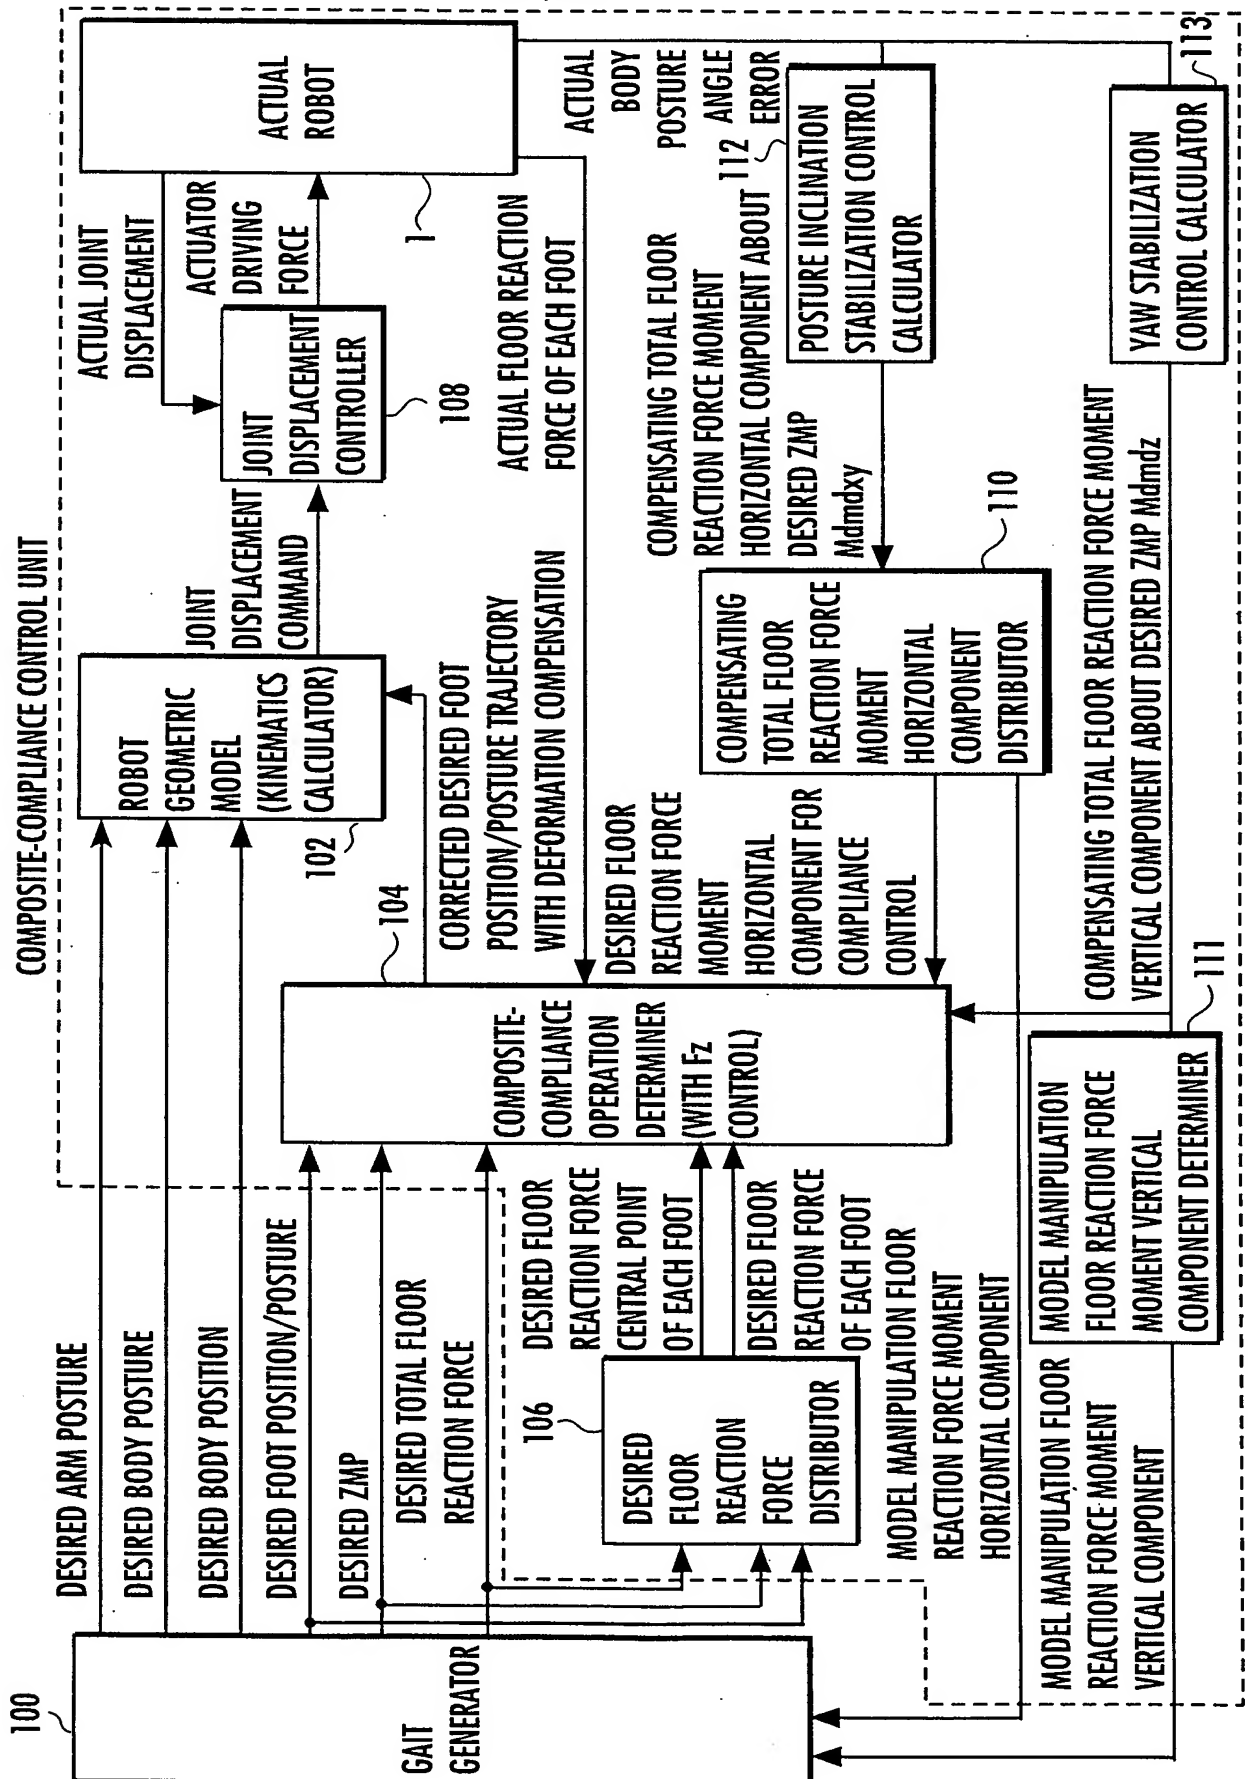 COMPOSITE-COMPLIANCE CONTROL UNIT
100
GAIT
GENERATOR
DESIRED ARM POSTURE
DESIRED BODY POSTURE
DESIRED BODY POSITION
DESIRED FOOT POSITION/POSTURE
DESIRED ZMP
DESIRED TOTAL FLOOR
REACTION FORCE
106
DESIRED
FLOOR
REACTION
FORCE
DISTRIBUTOR
DESIRED FLOOR
REACTION FORCE
CENTRAL POINT
OF EACH FOOT
DESIRED FLOOR
REACTION FORCE
OF EACH FOOT
MODEL MANIPULATION FLOOR
REACTION FORCE MOMENT
HORIZONTAL COMPONENT
MODEL MANIPULATION FLOOR
REACTION FORCE MOMENT
VERTICAL COMPONENT
ROBOT
GEOMETRIC
MODEL
(KINEMATICS
CALCULATOR)
102
104
COMPOSITE-
COMPLIANCE
OPERATION
DETERMINER
(WITH Fz
CONTROL)
MODEL MANIPULATION
FLOOR REACTION FORCE
MOMENT VERTICAL
COMPONENT DETERMINER
111
JOINT
DISPLACEMENT
COMMAND
CORRECTED DESIRED FOOT
POSITION/POSTURE TRAJECTORY
WITH DEFORMATION COMPENSATION
DESIRED FLOOR
REACTION FORCE
MOMENT
HORIZONTAL
COMPONENT FOR
COMPLIANCE
CONTROL
COMPENSATING
TOTAL FLOOR
REACTION FORCE
MOMENT
HORIZONTAL
COMPONENT
DISTRIBUTOR
110
JOINT
DISPLACEMENT
CONTROLLER
108
ACTUAL JOINT
DISPLACEMENT
ACTUATOR
DRIVING
FORCE
ACTUAL FLOOR REACTION
FORCE OF EACH FOOT
COMPENSATING TOTAL FLOOR
REACTION FORCE MOMENT
HORIZONTAL COMPONENT ABOUT
DESIRED ZMP
Mdmdxy
COMPENSATING TOTAL FLOOR REACTION FORCE MOMENT
VERTICAL COMPONENT ABOUT DESIRED ZMP Mdmdz
ACTUAL
ROBOT
1
ACTUAL
BODY
POSTURE
ANGLE
ERROR
112
POSTURE INCLINATION
STABILIZATION CONTROL
CALCULATOR
YAW STABILIZATION
CONTROL CALCULATOR
113